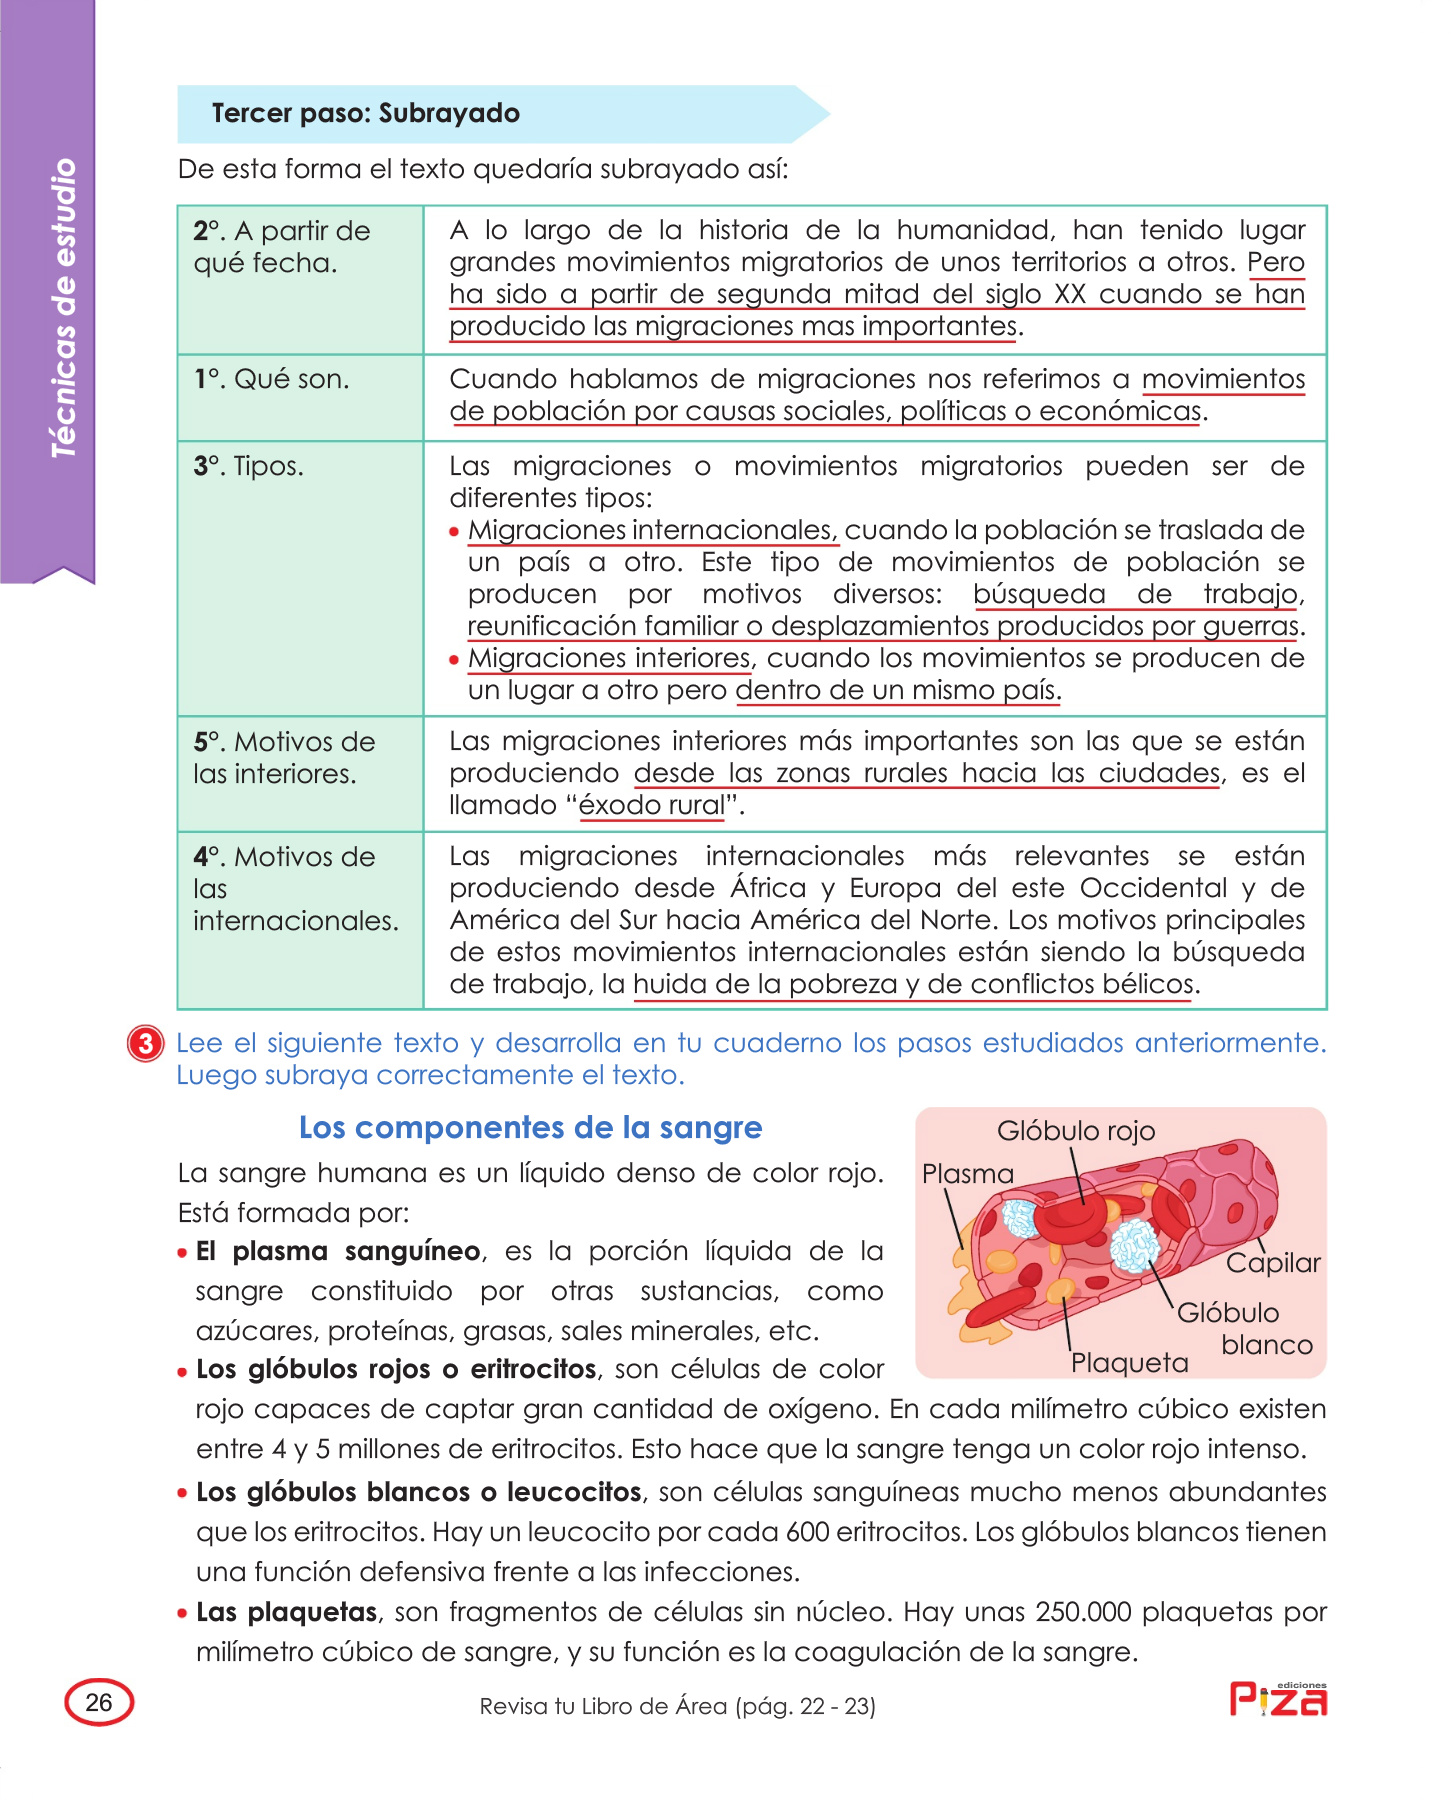 Técnicas de estudio
Tercer paso: Subrayado
De esta forma el texto quedaría subrayado así:
2°. A partir de
qué fecha.
A lo largo de la historia de la humanidad, han tenido lugar
grandes movimientos migratorios de unos territorios a otros. Pero
ha sido a partir de segunda mitad del siglo XX cuando se han
producido las migraciones mas importantes.
1°. Qué son.
Cuando hablamos de migraciones nos referimos a movimientos
de población por causas sociales, políticas o económicas.
3°. Tipos.
Las migraciones o movimientos migratorios pueden ser de
diferentes tipos:
• Migraciones internacionales, cuando la población se traslada de
un país a otro. Este tipo de movimientos de población se
producen por motivos diversos: búsqueda de trabajo,
reunificación familiar o desplazamientos producidos por guerras.
• Migraciones interiores, cuando los movimientos se producen de
un lugar a otro pero dentro de un mismo país.
5°. Motivos de
las interiores.
Las migraciones interiores más importantes son las que se están
produciendo desde las zonas rurales hacia las ciudades, es el
llamado “éxodo rural”.
4°. Motivos de
las
internacionales.
Las migraciones internacionales más relevantes se están
produciendo desde África y Europa del este Occidental y de
América del Sur hacia América del Norte. Los motivos principales
de estos movimientos internacionales están siendo la búsqueda
de trabajo, la huida de la pobreza y de conflictos bélicos.
3 Lee el siguiente texto y desarrolla en tu cuaderno los pasos estudiados anteriormente.
Luego subraya correctamente el texto.
Los componentes de la sangre
La sangre humana es un líquido denso de color rojo.
Está formada por:
• El plasma sanguíneo, es la porción líquida de la
sangre constituido por otras sustancias, como
azúcares, proteínas, grasas, sales minerales, etc.
• Los glóbulos rojos o eritrocitos, son células de color
rojo capaces de captar gran cantidad de oxígeno. En cada milímetro cúbico existen
entre 4 y 5 millones de eritrocitos. Esto hace que la sangre tenga un color rojo intenso.
• Los glóbulos blancos o leucocitos, son células sanguíneas mucho menos abundantes
que los eritrocitos. Hay un leucocito por cada 600 eritrocitos. Los glóbulos blancos tienen
una función defensiva frente a las infecciones.
• Las plaquetas, son fragmentos de células sin núcleo. Hay unas 250.000 plaquetas por
milímetro cúbico de sangre, y su función es la coagulación de la sangre.
Glóbulo rojo
Plasma
Capilar
Glóbulo
blanco
Plaqueta
26
Revisa tu Libro de Área (pág. 22 - 23)
ediciones
Piza